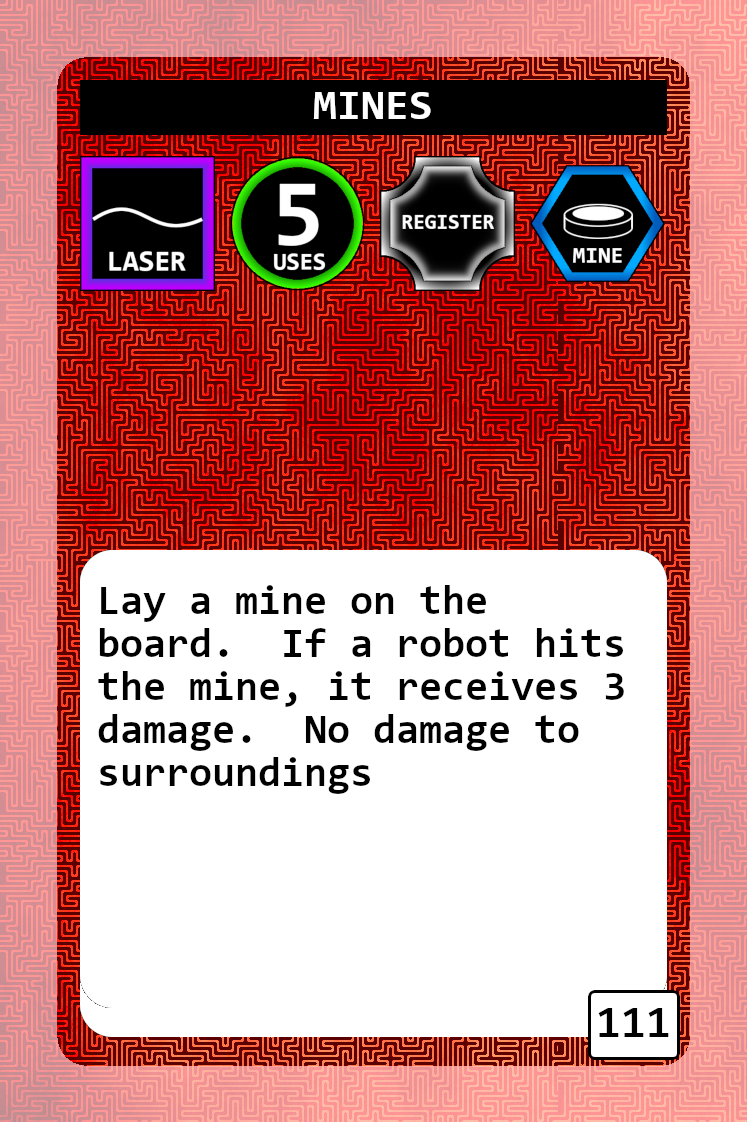 MINES
LASER
5
USES
REGISTER
MINE
Lay a mine on the
board.  If a robot hits
the mine, it receives 3
damage.  No damage to
surroundings
111